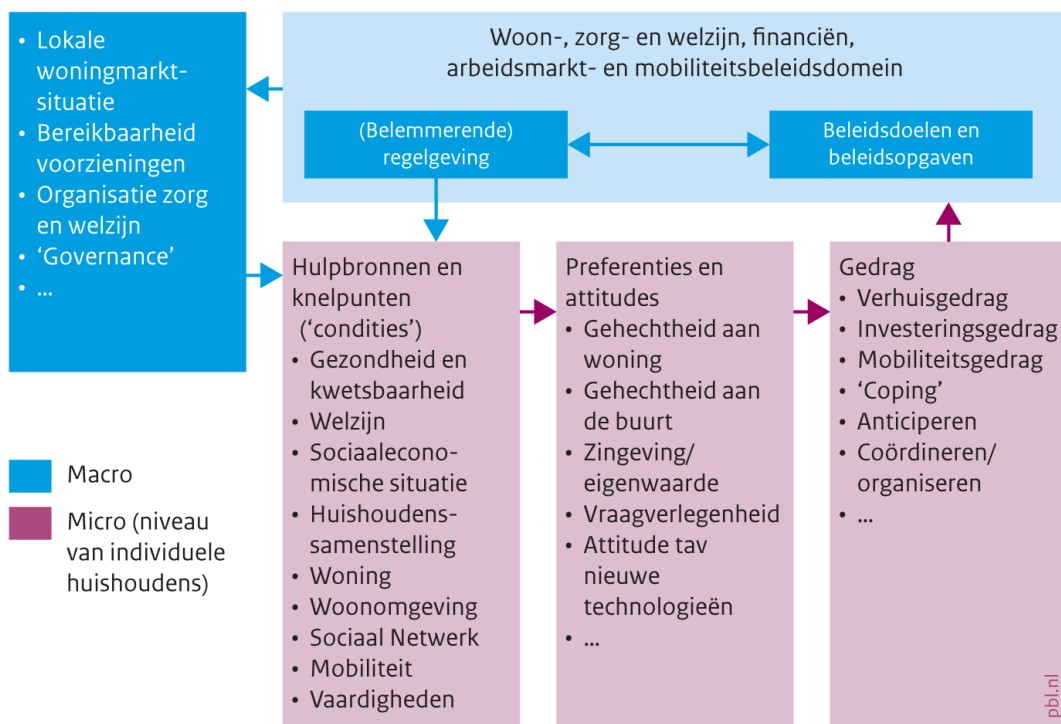 • Lokale
woningmarkt-
situatie
• Bereikbaarheid
voorzieningen
• Organisatie zorg
en welzijn
• ‘Governance’
• ...
Woon-, zorg- en welzijn, financiën,
arbeidsmarkt- en mobiliteitsbeleidsdomein
(Belemmerende)
regelgeving
Beleidsdoelen en
beleidsopgaven
Hulpbronnen en
knelpunten
(‘condities’)
• Gezondheid en
kwetsbaarheid
• Welzijn
• Sociaalecono-
mische situatie
• Huishoudens-
samenstelling
• Woning
• Woonomgeving
• Sociaal Netwerk
• Mobiliteit
• Vaardigheden
Preferenties en
attitudes
• Gehechtheid aan
woning
• Gehechtheid aan
de buurt
• Zingeving/
eigenwaarde
• Vraagverlegenheid
• Attitude tav
nieuwe
technologieën
• ...
Gedrag
• Verhuisgedrag
• Investeringsgedrag
• Mobiliteitsgedrag
• ‘Coping’
• Anticiperen
• Coördineren/
organiseren
• ...
Macro
Micro (niveau
van individuele
huishoudens)
pbl.nl